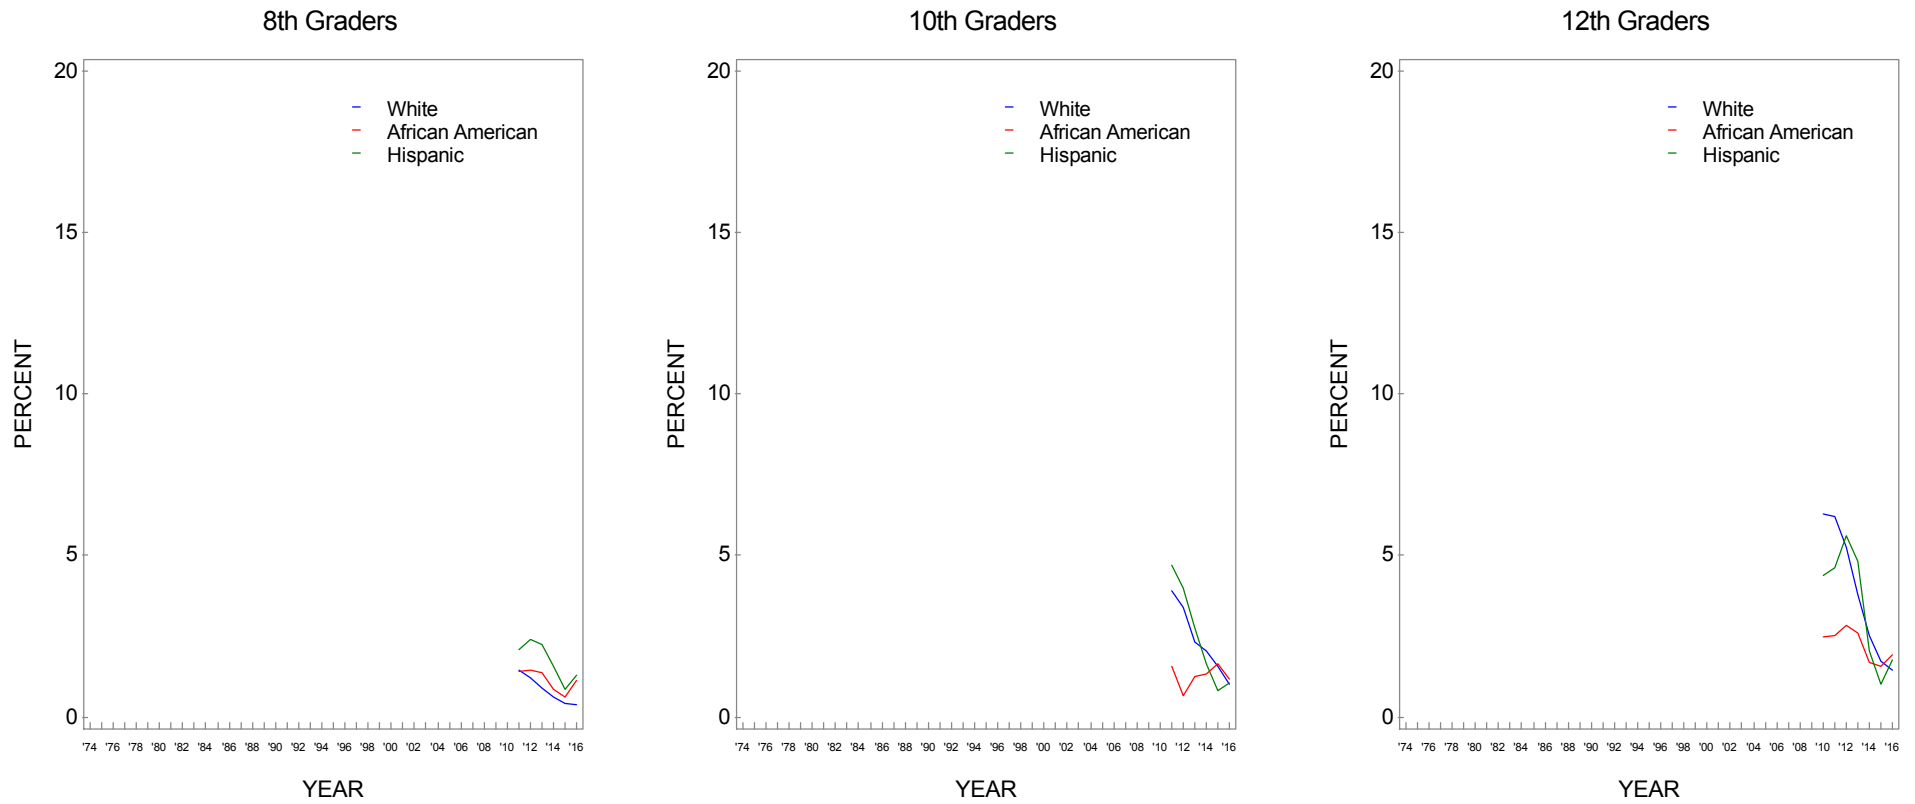 8th Graders
20
15
10
5
0
PERCENT
White
African American
Hispanic
'74 '76 '78 '80 '82 '84 '86 '88 '90 '92 '94 '96 '98 '00 '02 '04 '06 '08 '10 '12 '14 '16
YEAR
10th Graders
20
15
10
5
0
PERCENT
White
African American
Hispanic
'74 '76 '78 '80 '82 '84 '86 '88 '90 '92 '94 '96 '98 '00 '02 '04 '06 '08 '10 '12 '14 '16
YEAR
12th Graders
20
15
10
5
0
PERCENT
White
African American
Hispanic
'74 '76 '78 '80 '82 '84 '86 '88 '90 '92 '94 '96 '98 '00 '02 '04 '06 '08 '10 '12 '14 '16
YEAR